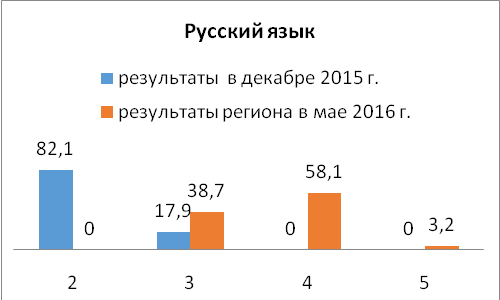 Русский язык
результаты в декабре 2015 г.
результаты региона в мае 2016 г.
82,1 0 17,9 38,7 0 58,1 0 3,2
2 3 4 5